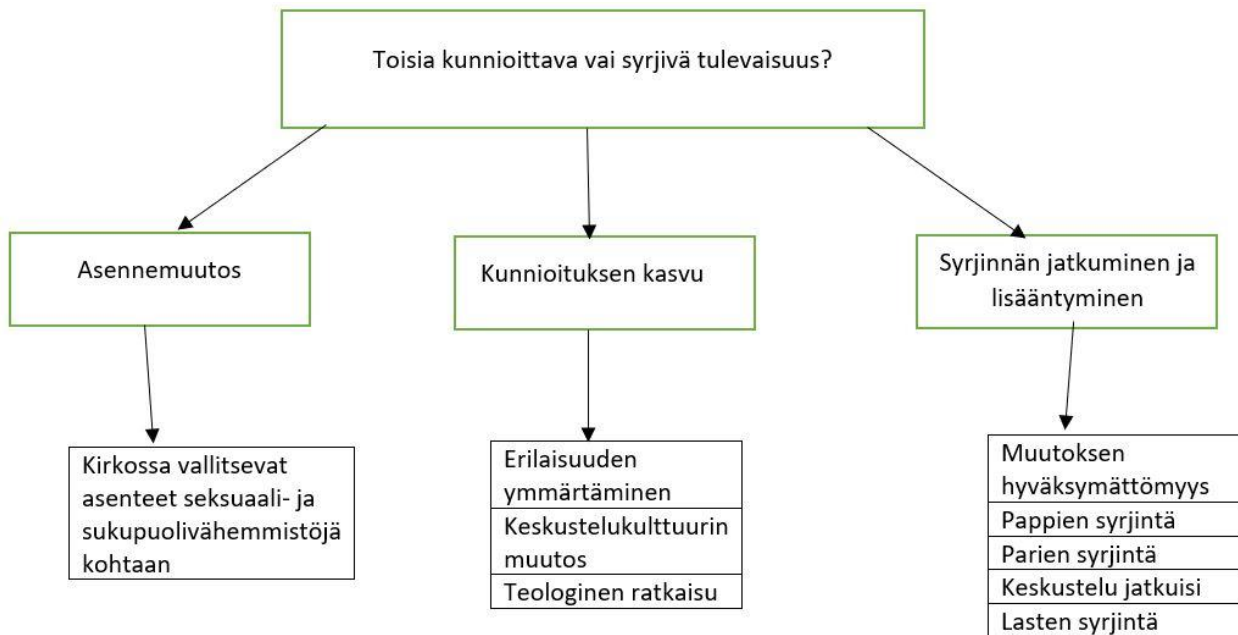 Toisia kunnioittava vai syrjivä tulevaisuus?
Asennemuutos
Kunnioituksen kasvu
Syrjinnän jatkuminen ja
lisääntyminen
Kirkossa vallitsevat
asenteet seksuaali- ja
sukupuolivähemmistöjä
kohtaan
Erilaisuuden
ymmärtäminen
Keskustelukulttuurin
muutos
Teologinen ratkaisu
Muutoksen
hyväksymättömyys
Pappien syrjintä
Parien syrjintä
Keskustelu jatkuisi
Lasten syrjintä